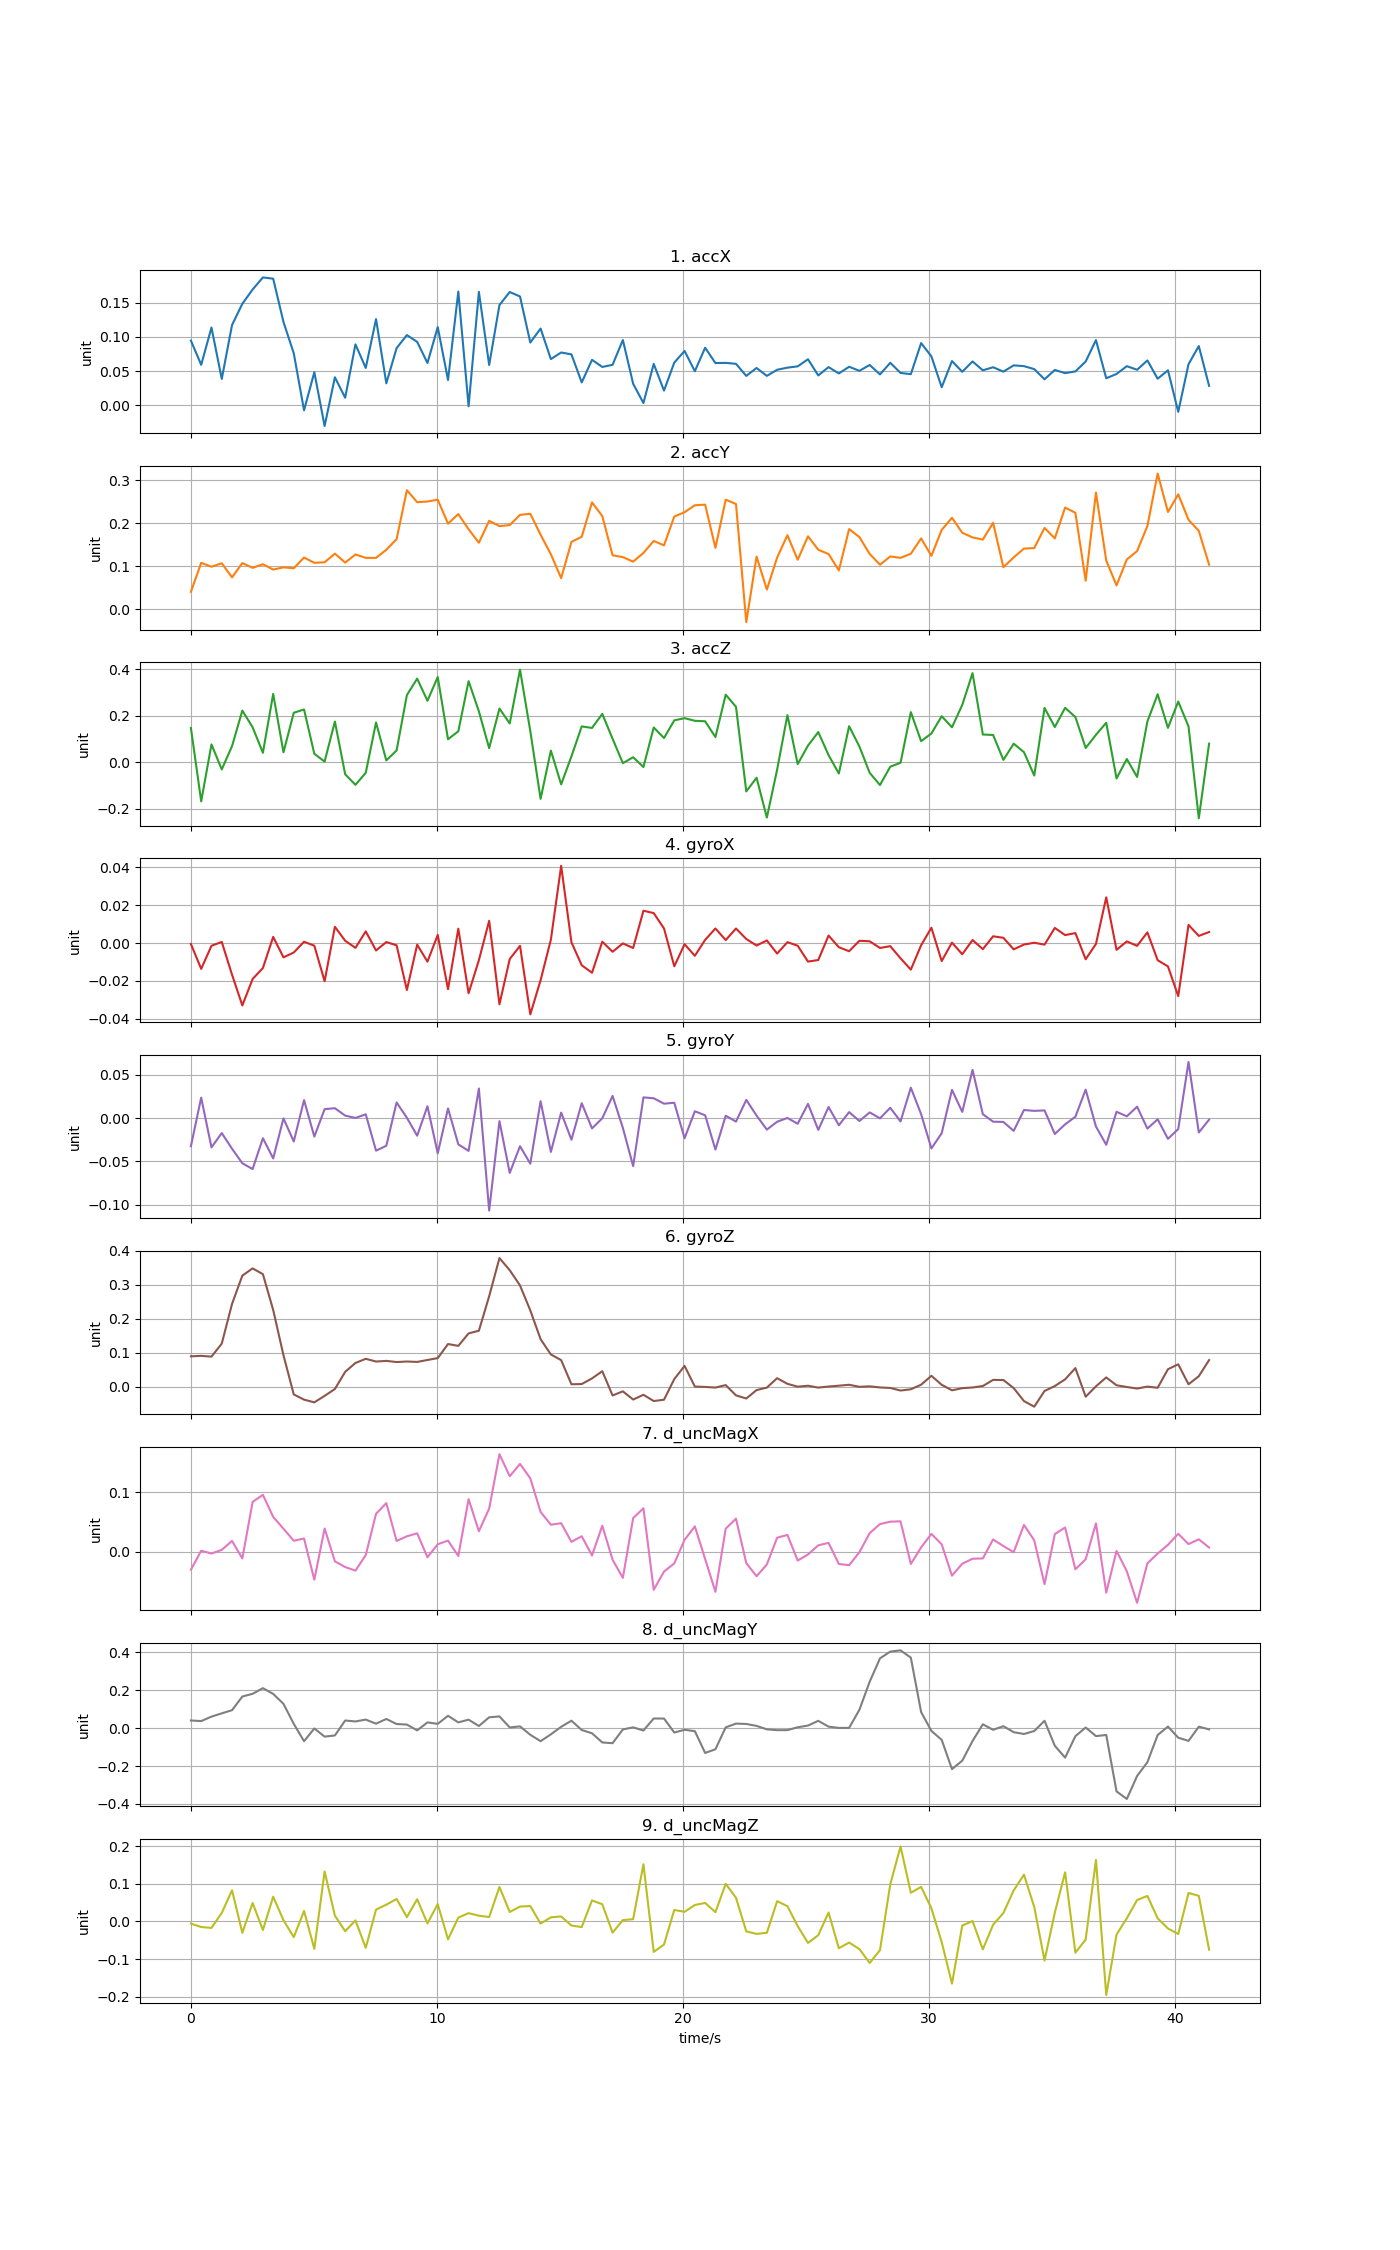 1. accX
0.15
0.10
0.05
0.00
unit
2. accY
0.3
0.2
0.1
0.0
unit
3. accZ
0.4
0.2
0.0
−0.2
unit
4. gyroX
0.04
0.02
0.00
−0.02
−0.04
unit
5. gyroY
0.05
0.00
−0.05
−0.10
unit
6. gyroZ
0.4
0.3
0.2
0.1
0.0
unit
7. d_uncMagX
0.1
0.0
unit
8. d_uncMagY
0.4
0.2
0.0
−0.2
−0.4
unit
9. d_uncMagZ
0.2
0.1
0.0
−0.1
−0.2
unit
0 10 20 30 40
time/s